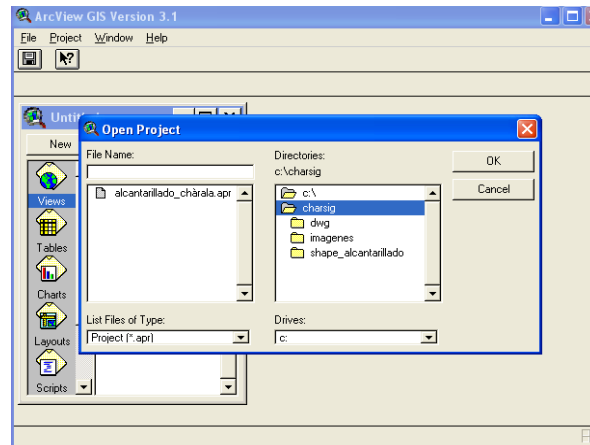 ArcView GIS Version 3.1
File Project Window Help
New
Views
Tables
Charts
Layouts
Scripts
Open Project
File Name:
alcantarillado_chàrala.apr
List Files of Type:
Project (*.apr)
Directories:
c:\charsig
c:\
charsig
dwg
imagenes
shape_alcantarillado
Drives:
c:
OK
Cancel